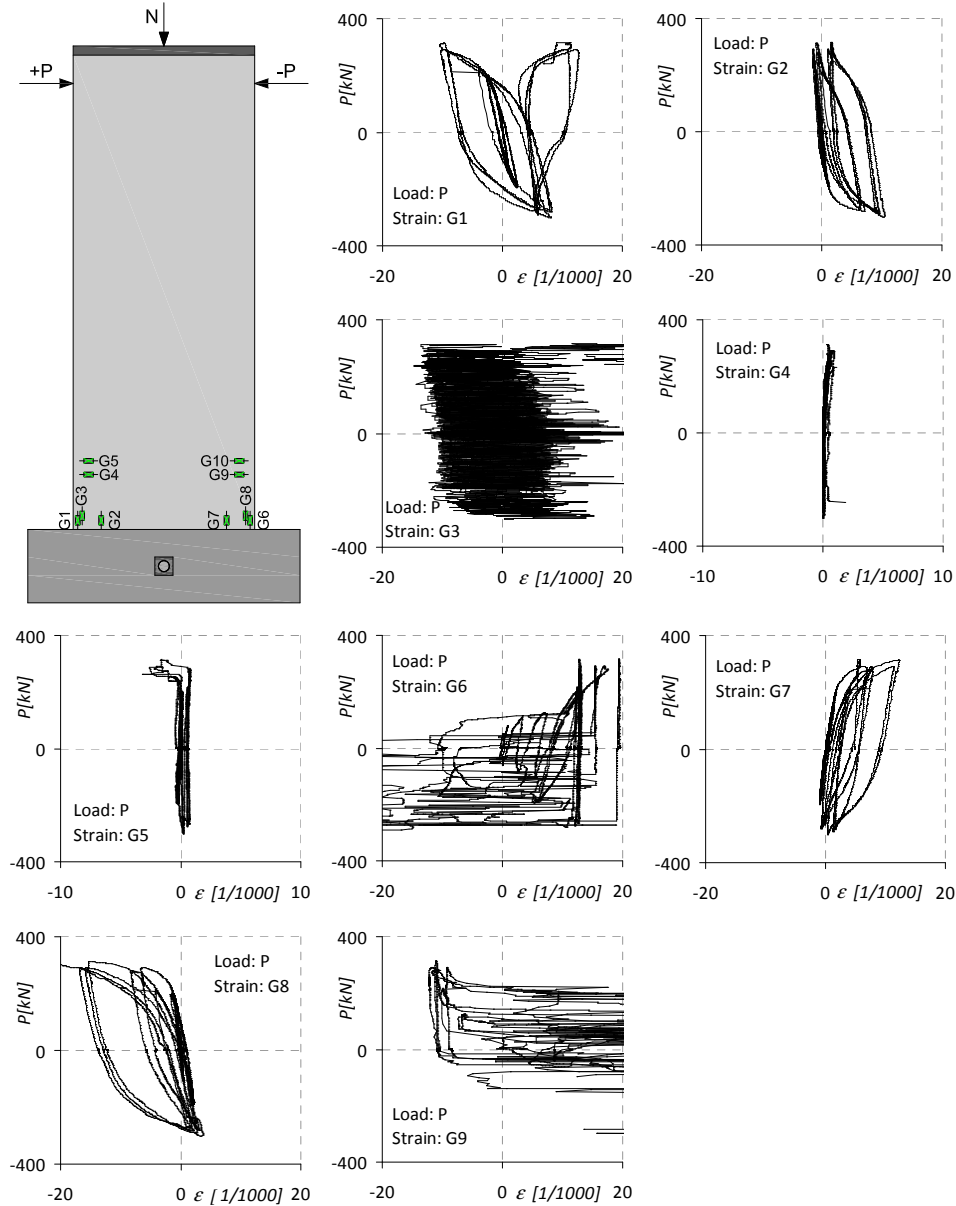 N
+P
-P
G5
G4
G3
G1
G2
G10
G9
G8
G7
G6
400
P[kN]
0
-400
Load: P
Strain: G1
-20
0
ε [1/1000]
20
400
P[kN]
0
-400
Load: P
Strain: G2
-20
0
ε [1/1000]
20
400
P[kN]
0
-400
Load: P
Strain: G3
-20
0
ε [1/1000]
20
400
P[kN]
0
-400
Load: P
Strain: G4
-10
0
ε [1/1000]
10
400
P[kN]
0
-400
Load: P
Strain: G5
-10
0
ε [1/1000]
10
400
P[kN]
0
-400
Load: P
Strain: G6
-20
0
ε [1/1000]
20
400
P[kN]
0
-400
Load: P
Strain: G7
-20
0
ε [1/1000]
20
400
P[kN]
0
-400
Load: P
Strain: G8
-20
0
ε [1/1000]
20
400
P[kN]
0
-400
Load: P
Strain: G9
-20
0
ε [1/1000]
20